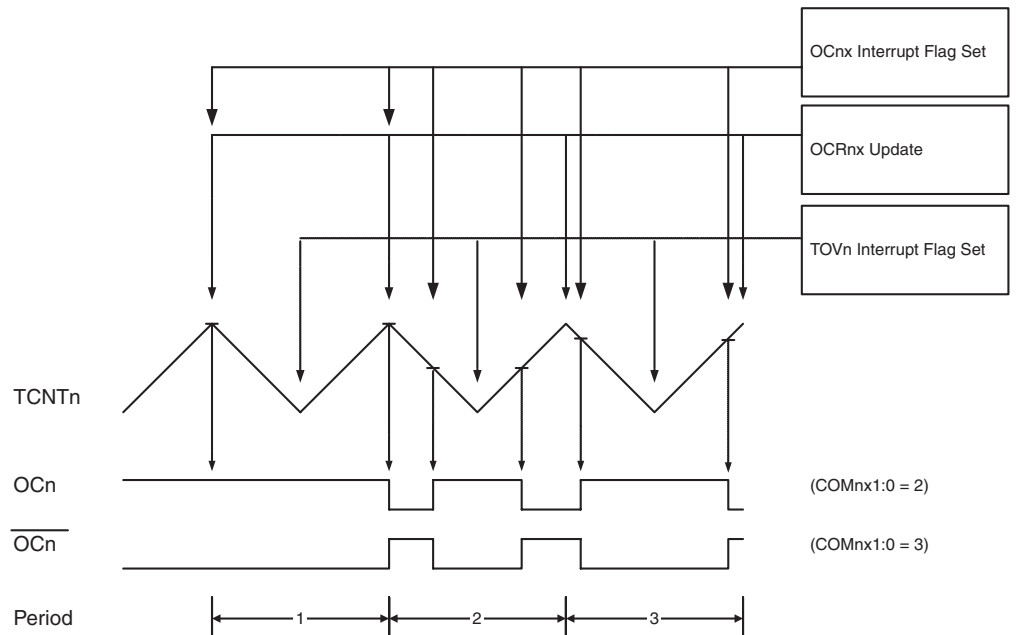 OCnx Interrupt Flag Set
OCRnx Update
TOVn Interrupt Flag Set
TCNTn
OCn
(COMnx1:0 = 2)
OCn
(COMnx1:0 = 3)
Period
1
2
3